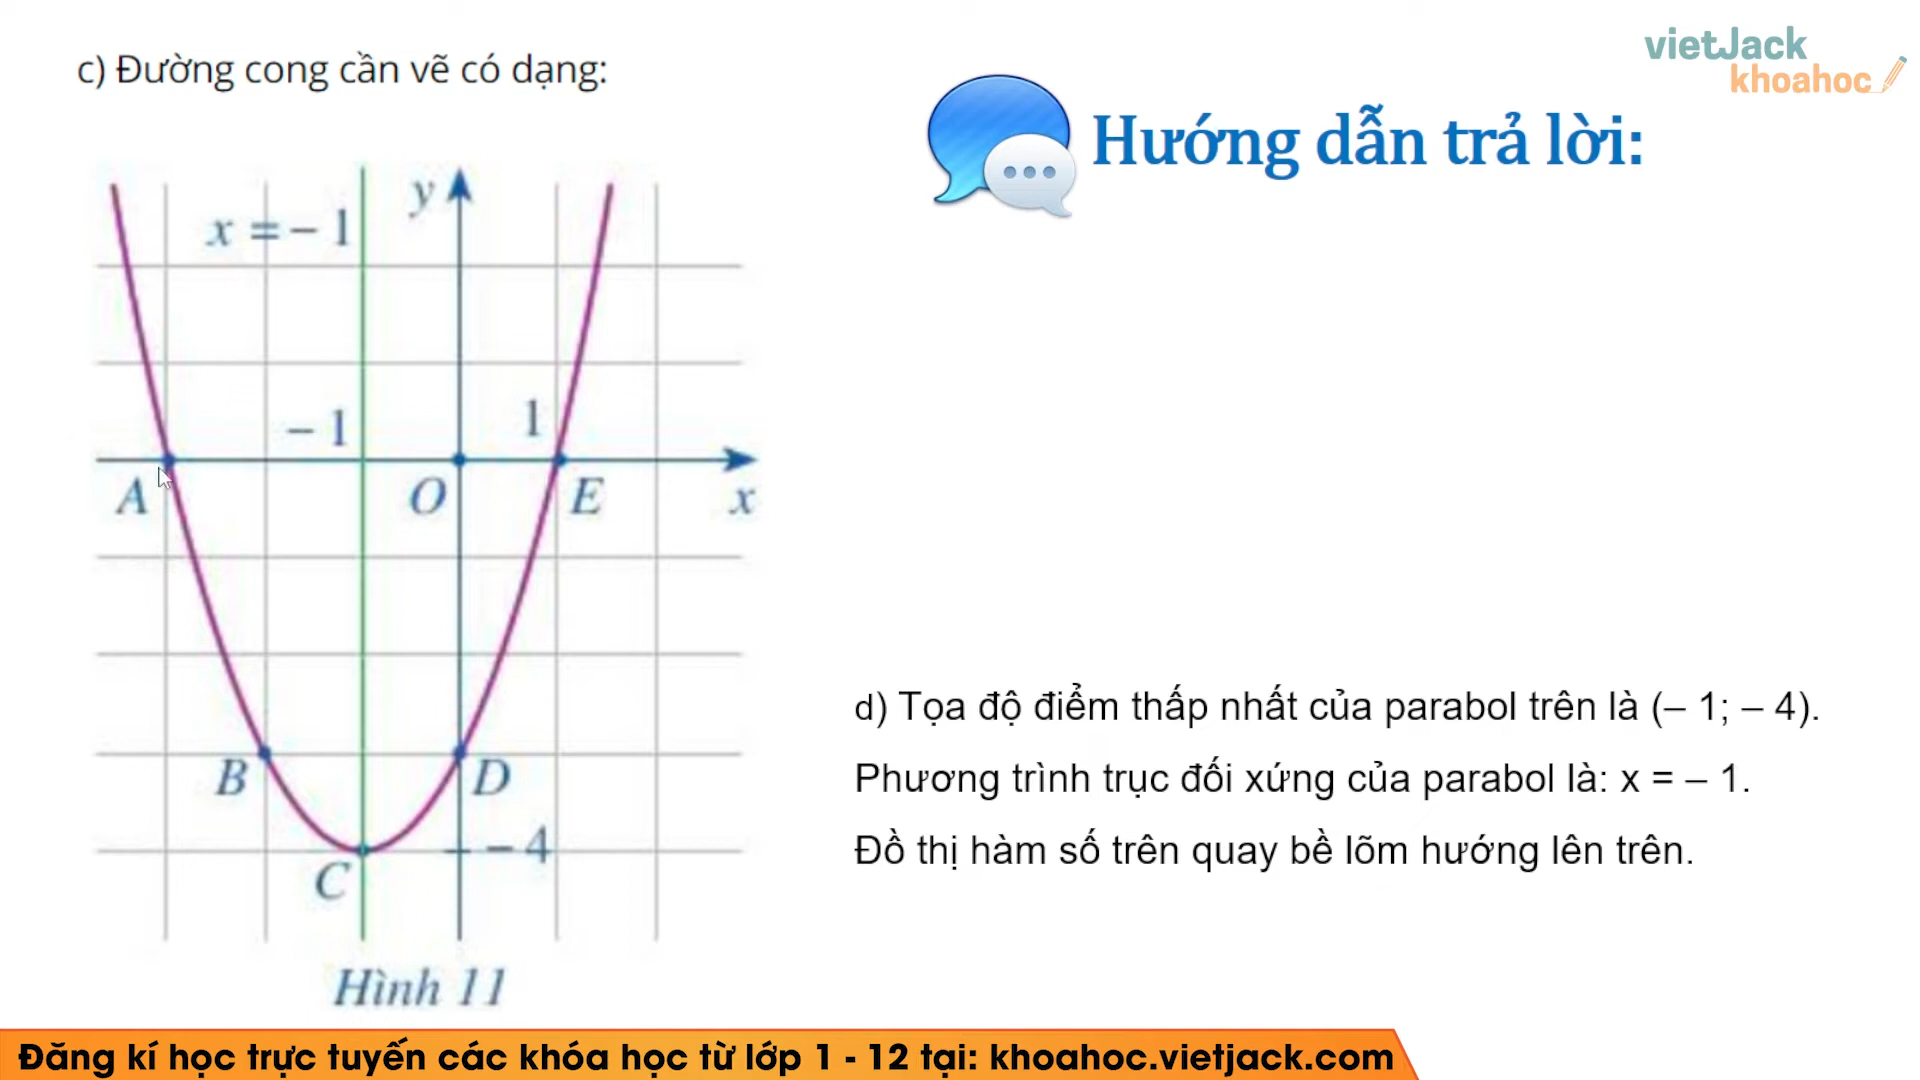 c) Đường cong cần vẽ có dạng:
vietJack
khoahoc
Hướng dẫn trả lời:
y
x = – 1
– 1
1
A
O
E
x
B
D
– 4
C
Hình 11
d) Tọa độ điểm thấp nhất của parabol trên là (– 1; – 4).
Phương trình trục đối xứng của parabol là: x = – 1.
Đồ thị hàm số trên quay bề lõm hướng lên trên.
Đăng kí học trực tuyến các khóa học từ lớp 1 - 12 tại: khoahoc.vietjack.com